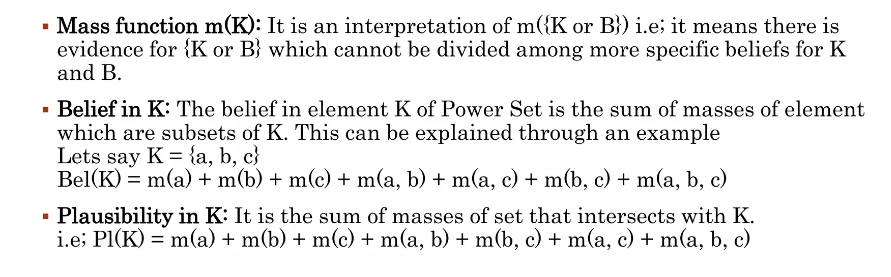 ▪ Mass function m(K): It is an interpretation of m({K or B}) i.e; it means there is
evidence for {K or B} which cannot be divided among more specific beliefs for K
and B.
▪ Belief in K: The belief in element K of Power Set is the sum of masses of element
which are subsets of K. This can be explained through an example
Lets say K = {a, b, c}
Bel(K) = m(a) + m(b) + m(c) + m(a, b) + m(a, c) + m(b, c) + m(a, b, c)
▪ Plausibility in K: It is the sum of masses of set that intersects with K.
i.e; Pl(K) = m(a) + m(b) + m(c) + m(a, b) + m(b, c) + m(a, c) + m(a, b, c)